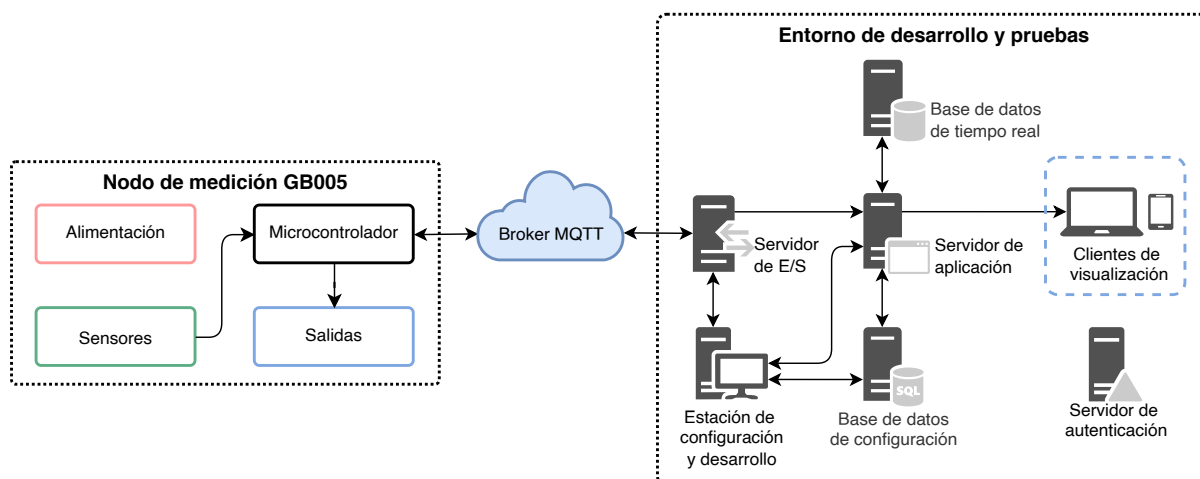 Nodo de medición GB005
Alimentación
Microcontrolador
Sensores
Salidas
Broker MQTT
Entorno de desarrollo y pruebas
Base de datos
de tiempo real
Servidor
de E/S
Servidor de
aplicación
Clientes de
visualización
Estación de
configuración
y desarrollo
SQL
Base de datos
de configuración
Servidor de
autenticación